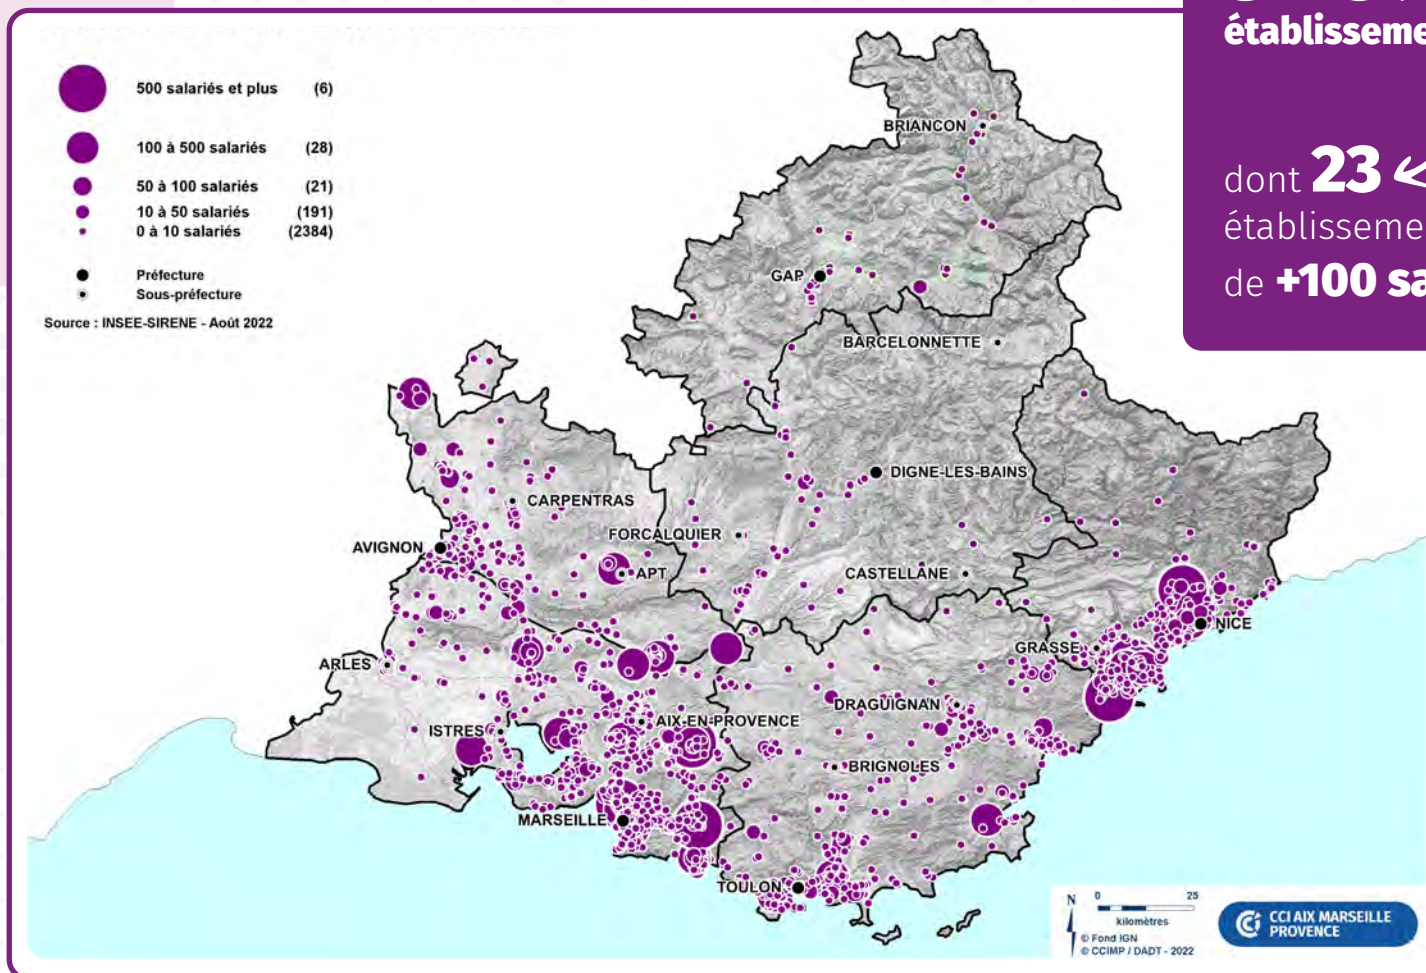 dont 23
de +100
500 salariés et plus (6)
100 à 500 salariés (28)
50 à 100 salariés (21)
10 à 50 salariés (191)
0 à 10 salariés (2384)
Préfecture
Sous-préfecture
Source : INSEE-SIRENE - Août 2022
BRIANCON
GAP
BARCELONNETTE
DIGNE-LES-BAINS
CARPENTRAS
FORCALQUIER
AVIGNON
APT
CASTELLANE
NICE
GRASSE
ARLES
DRAGUIGNAN
AIX-EN-PROVENCE
ISTRES
BRIGNOLES
MARSEILLE
TOULON
N
0 25
kilomètres
© Fond IGN
© CCIMP / DADT - 2022
CCI AIX MARSEILLE
PROVENCE